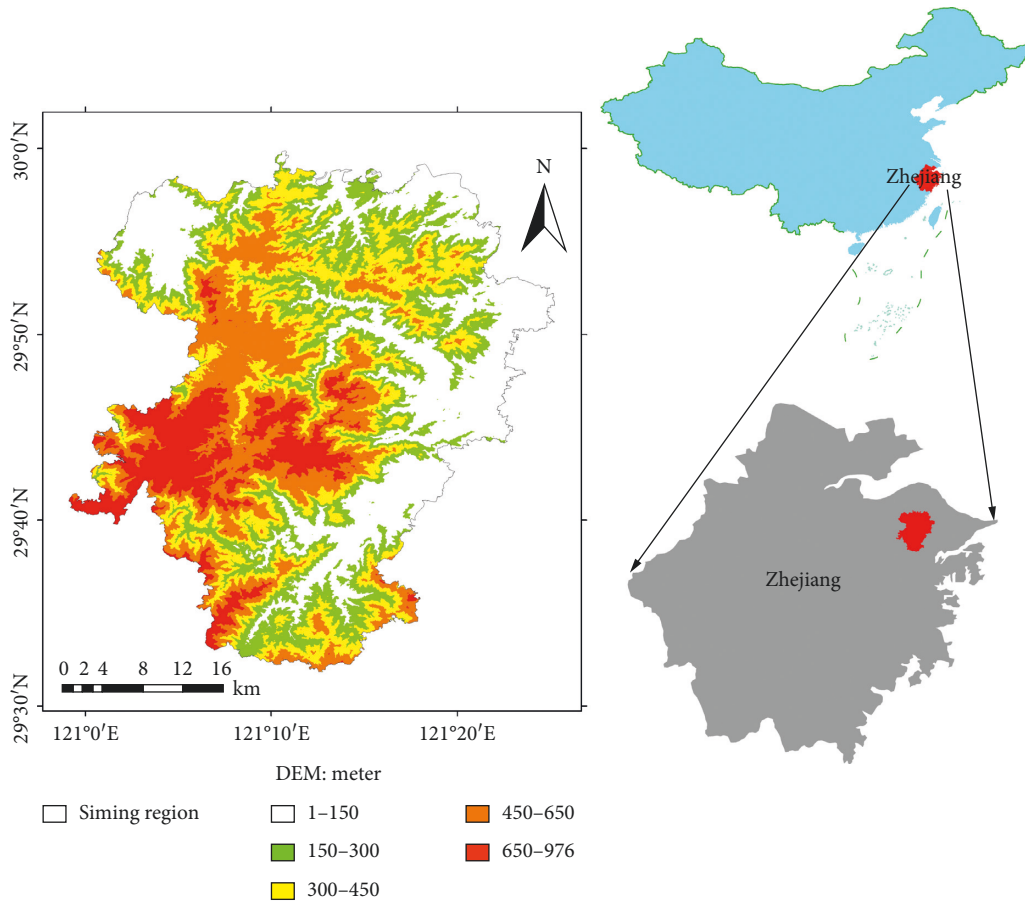 30°0′N
29°50′N
29°40′N
29°30′N
N
0 2 4 8 12 16
km
121°0′E 121°10′E 121°20′E
DEM: meter
Siming region
1–150
150–300
300–450
450–650
650–976
Zhejiang
Zhejiang